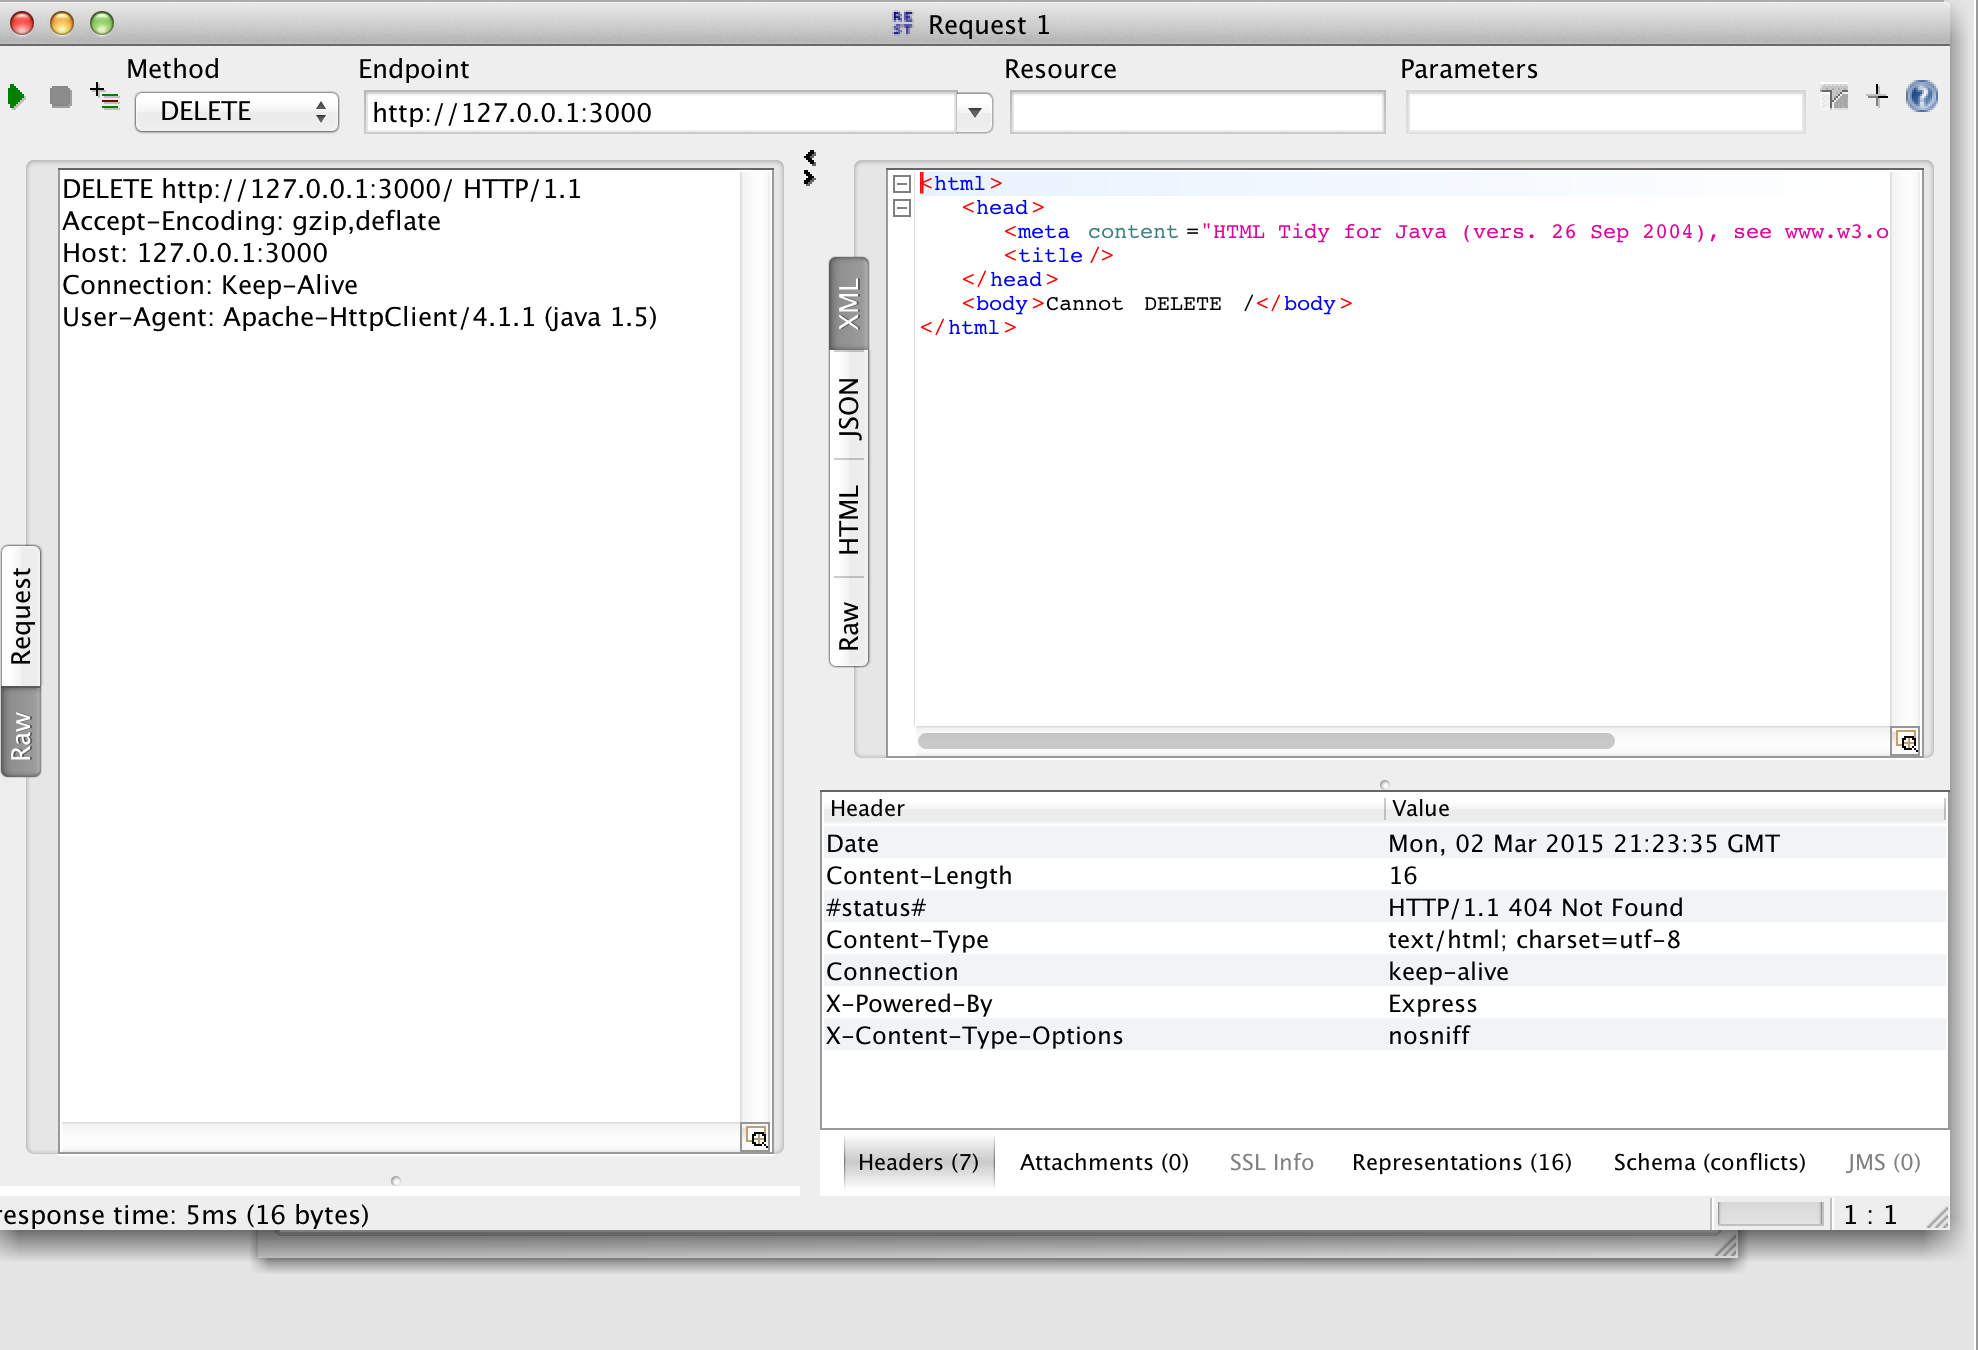 REST Request 1
Method Endpoint Resource Parameters
DELETE http://127.0.0.1:3000
DELETE http://127.0.0.1:3000/ HTTP/1.1
Accept-Encoding: gzip,deflate
Host: 127.0.0.1:3000
Connection: Keep-Alive
User-Agent: Apache-HttpClient/4.1.1 (java 1.5)
Request
Raw
XML
JSON
HTML
Raw
<html>
<head>
<meta content="HTML Tidy for Java (vers. 26 Sep 2004), see www.w3.o
<title/>
</head>
<body>Cannot DELETE /</body>
</html>
Header Value
Date Mon, 02 Mar 2015 21:23:35 GMT
Content-Length 16
#status# HTTP/1.1 404 Not Found
Content-Type text/html; charset=utf-8
Connection keep-alive
X-Powered-By Express
X-Content-Type-Options nosniff
Headers (7) Attachments (0) SSL Info Representations (16) Schema (conflicts) JMS (0)
response time: 5ms (16 bytes)
1 : 1